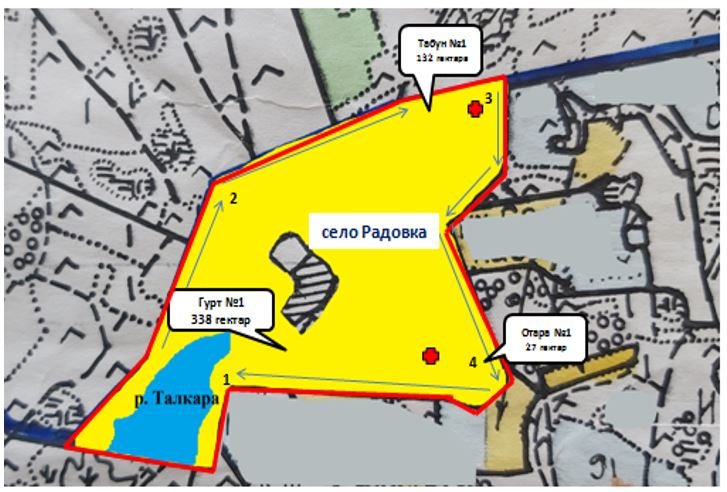 Табун №1
132 гектара
3
2
село Радовка
Гурт №1
338 гектар
Отара №1
27 гектар
4
1
р. Талкара